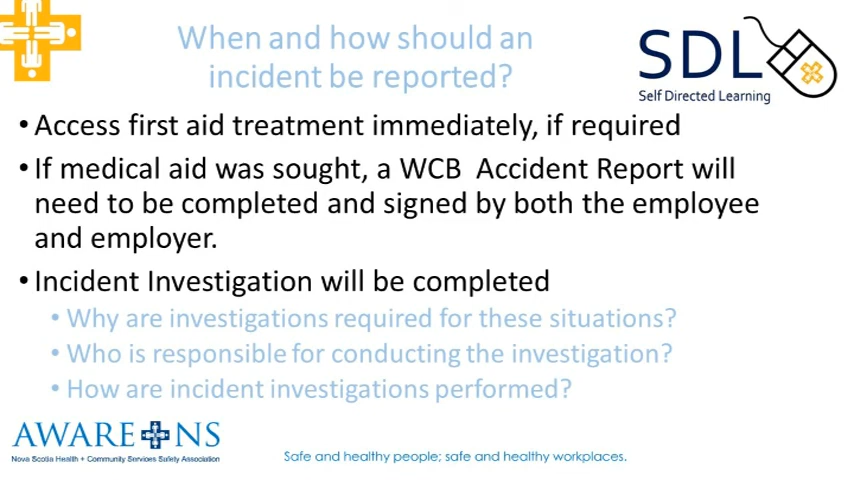 When and how should an
incident be reported?
SDL
Self Directed Learning
• Access first aid treatment immediately, if required
• If medical aid was sought, a WCB Accident Report will
need to be completed and signed by both the employee
and employer.
• Incident Investigation will be completed
• Why are investigations required for these situations?
• Who is responsible for conducting the investigation?
• How are incident investigations performed?
AWARE NS
Nova Scotia Health + Community Services Safety Association
Safe and healthy people; safe and healthy workplaces.